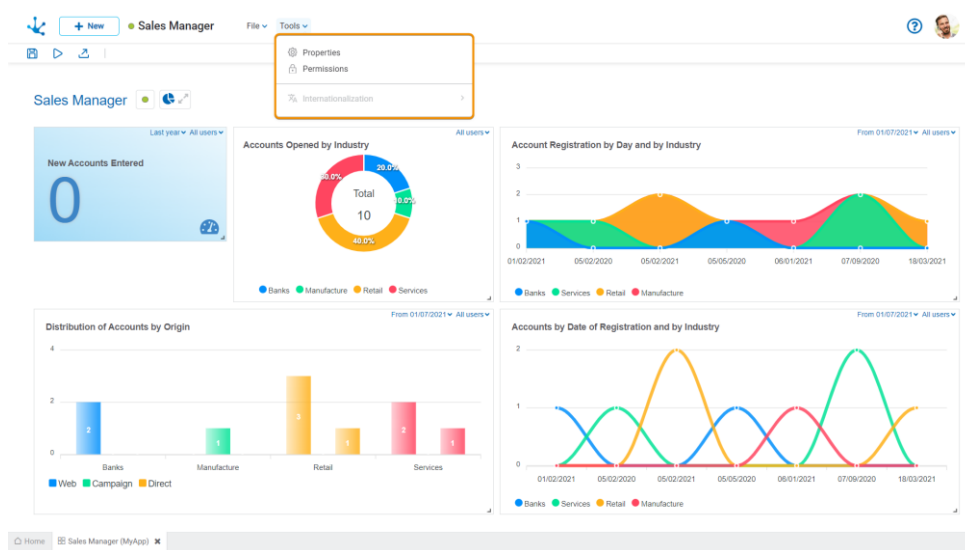 + New
Sales Manager
File
Tools
?
Properties
Permissions
Internationalization
Sales Manager
Last year All users
New Accounts Entered
0
All users
Accounts Opened by Industry
20.0%
10.0%
40.0%
30.0%
Total
10
Banks Manufacture Retail Services
From 01/07/2021 All users
Account Registration by Day and by Industry
3
2
1
0
01/02/2021 05/02/2020 05/02/2021 05/05/2020 06/01/2021 07/09/2020 18/03/2021
Banks Services Retail Manufacture
From 01/07/2021 All users
Distribution of Accounts by Origin
4
2
0
2
1
3
1
2
1
Banks Manufacture Retail Services
Web Campaign Direct
From 01/07/2021 All users
Accounts by Date of Registration and by Industry
2
1
0
01/02/2021 05/02/2020 05/02/2021 05/05/2020 06/01/2021 07/09/2020 18/03/2021
Banks Services Retail Manufacture
Home
Sales Manager (MyApp)